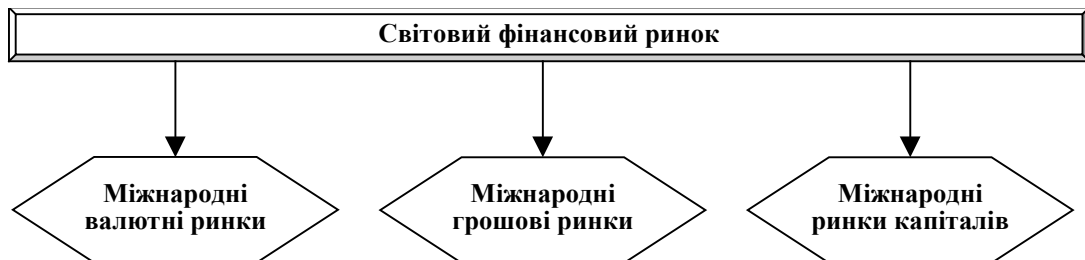 Світовий фінансовий ринок
Міжнародні
валютні ринки
Міжнародні
грошові ринки
Міжнародні
ринки капіталів